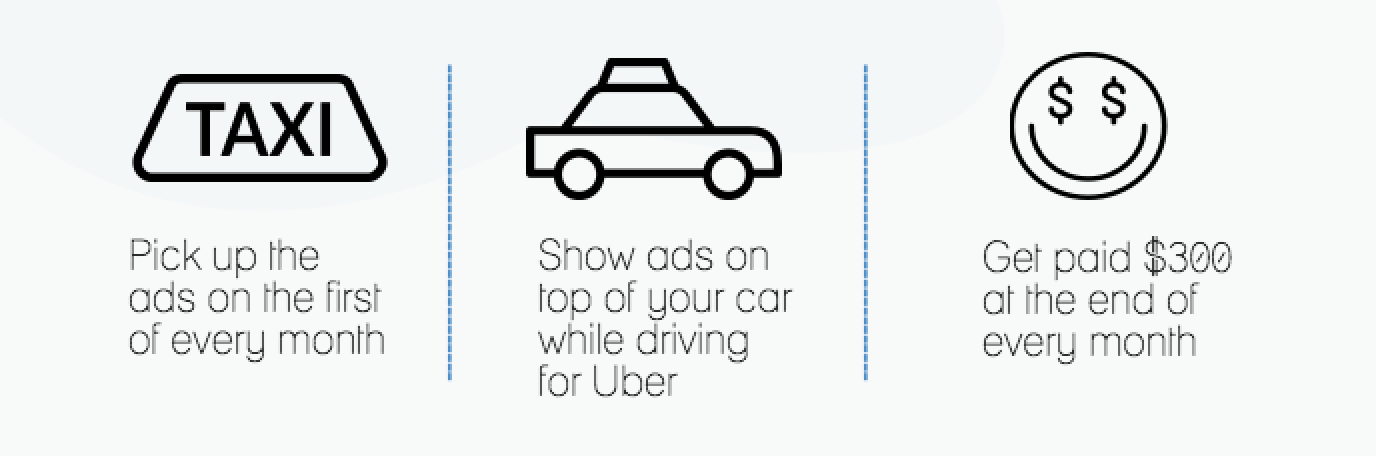 TAXI
Pick up the
ads on the first
of every month
Show ads on
top of your car
while driving
for Uber
$ $
Get paid $300
at the end of
every month